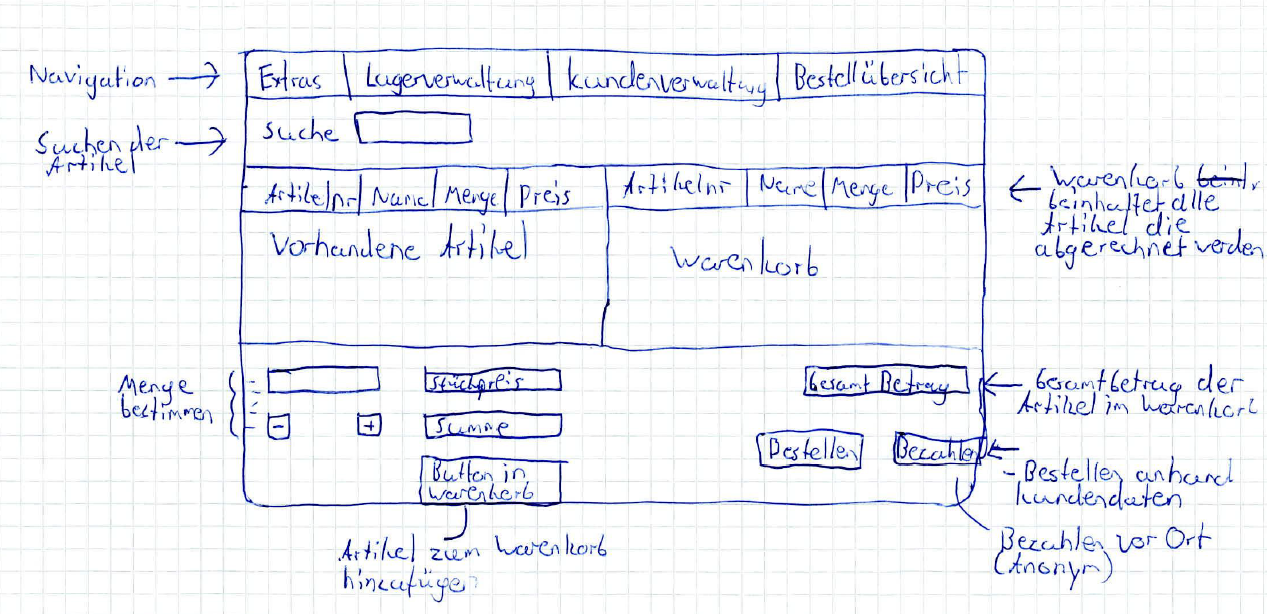 Navigation
Extras Lagerverwaltung Kundenverwaltung Bestellübersicht
Suchen der
Artikel
Suche
Artikelnr Name Menge Preis
Artikelnr Name Menge Preis
Warenkorb beinh
beinhaltet alle
Artikel die
abgerechnet werden
Vorhandene Artikel
Warenkorb
Menge
bestimmen
Stückpreis
Gesamt Betrag
Gesamtbetrag der
Artikel im Warenkorb
- +
Summe
Bestellen
Bezahlen
Button in
Warenkorb
- Bestellen anhand
Kundendaten
Artikel zum Warenkorb
hinzufügen
Bezahlen vor Ort
(Anonym)